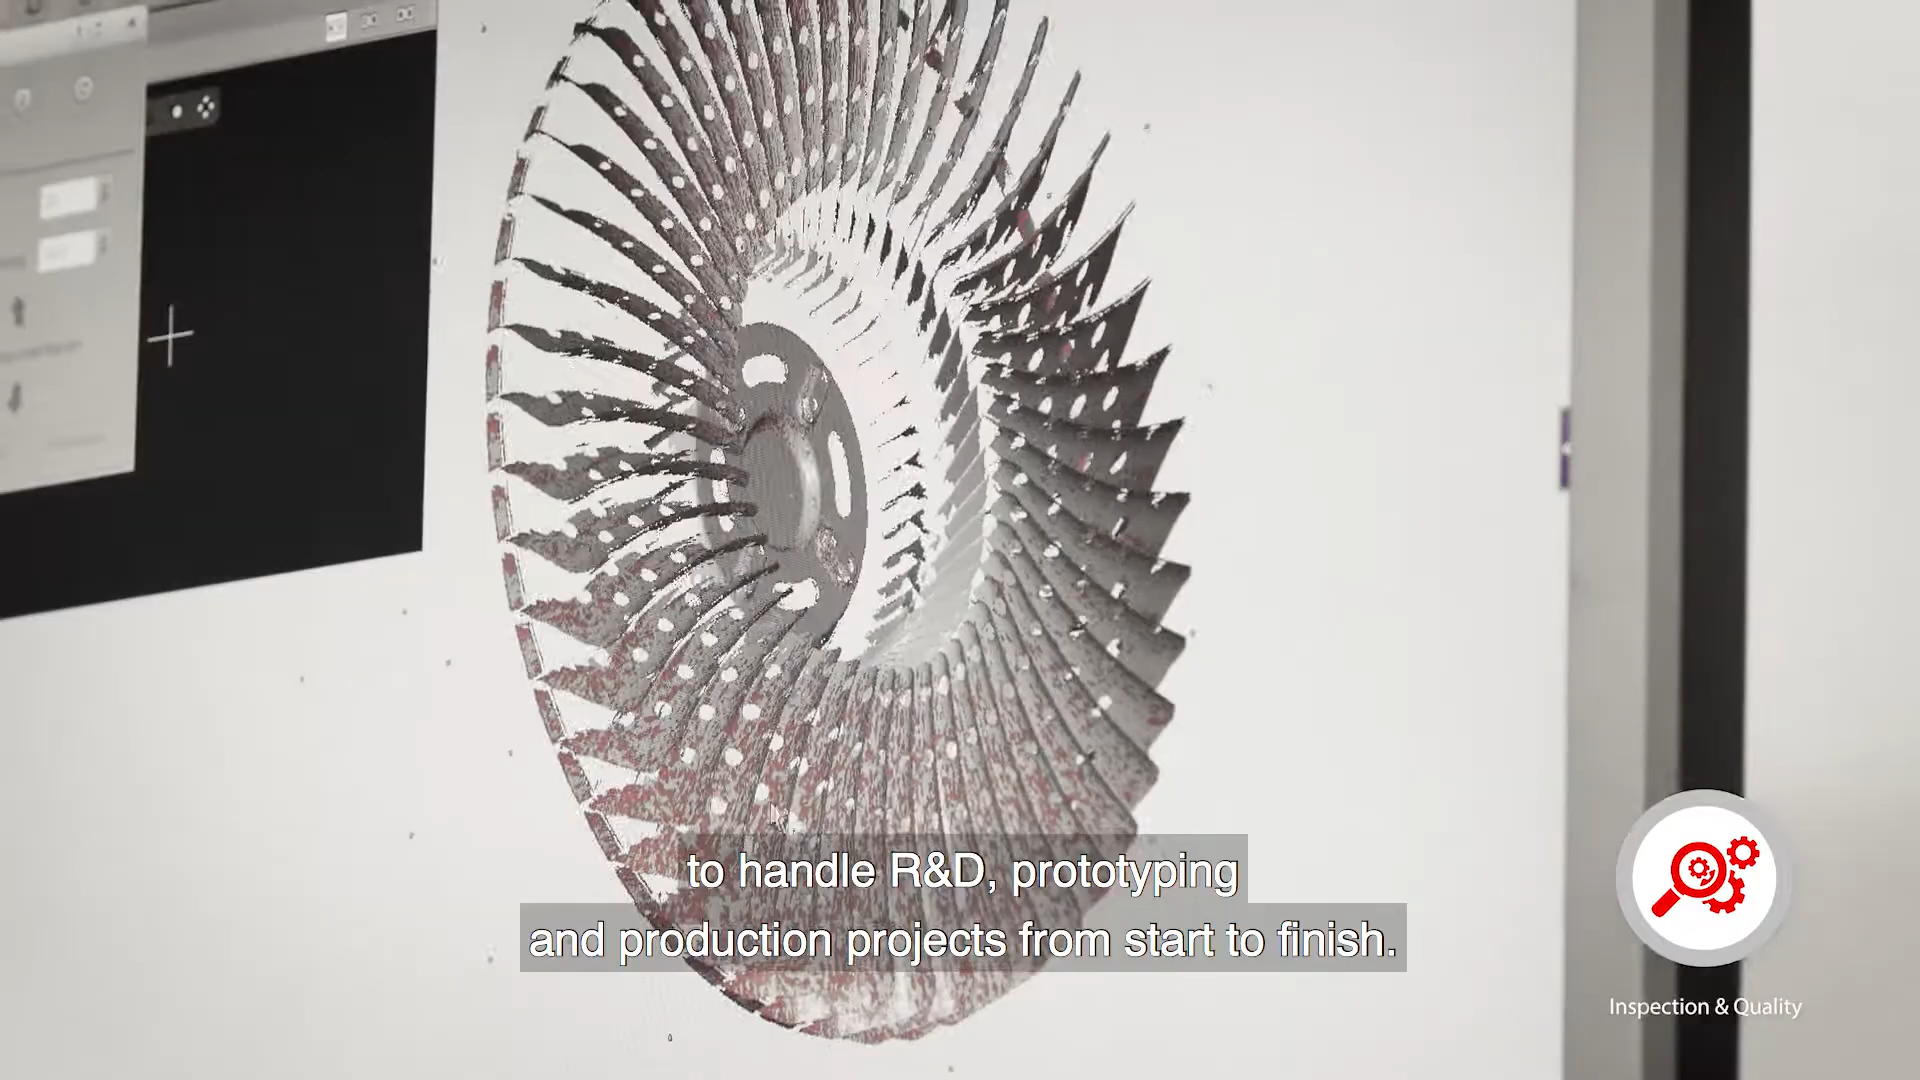 to handle R&D, prototyping
and production projects from start to finish.
Inspection & Quality